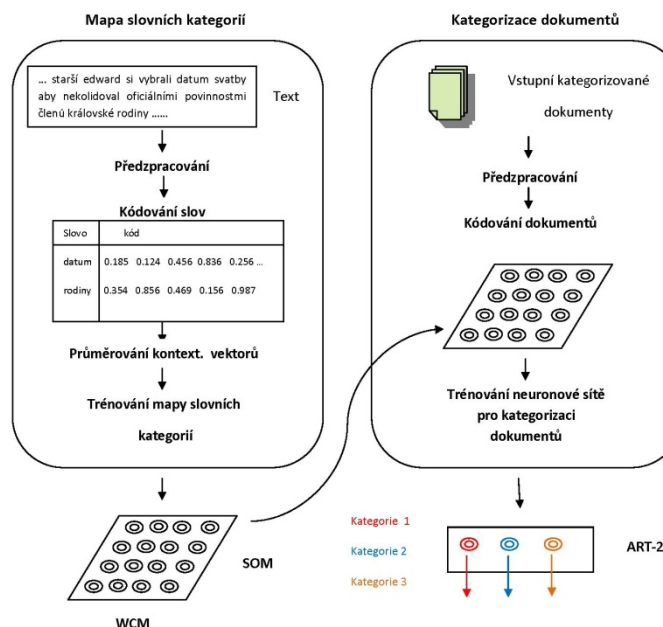 Mapa slovních kategorií
... starší edward si vybrali datum svatby
aby nekolidoval oficiálními povinnostmi
členů královské rodiny ......
Text
Předzpracování
Kódování slov
Slovo kód
datum 0.185 0.124 0.456 0.836 0.256 ...
rodiny 0.354 0.856 0.469 0.156 0.987
Průměrování kontext. vektorů
Trénování mapy slovních
kategorií
SOM
WCM
Kategorizace dokumentů
Vstupní kategorizované
dokumenty
Předzpracování
Kódování dokumentů
Trénování neuronové sítě
pro kategorizaci
dokumentů
Kategorie 1
Kategorie 2
Kategorie 3
ART-2